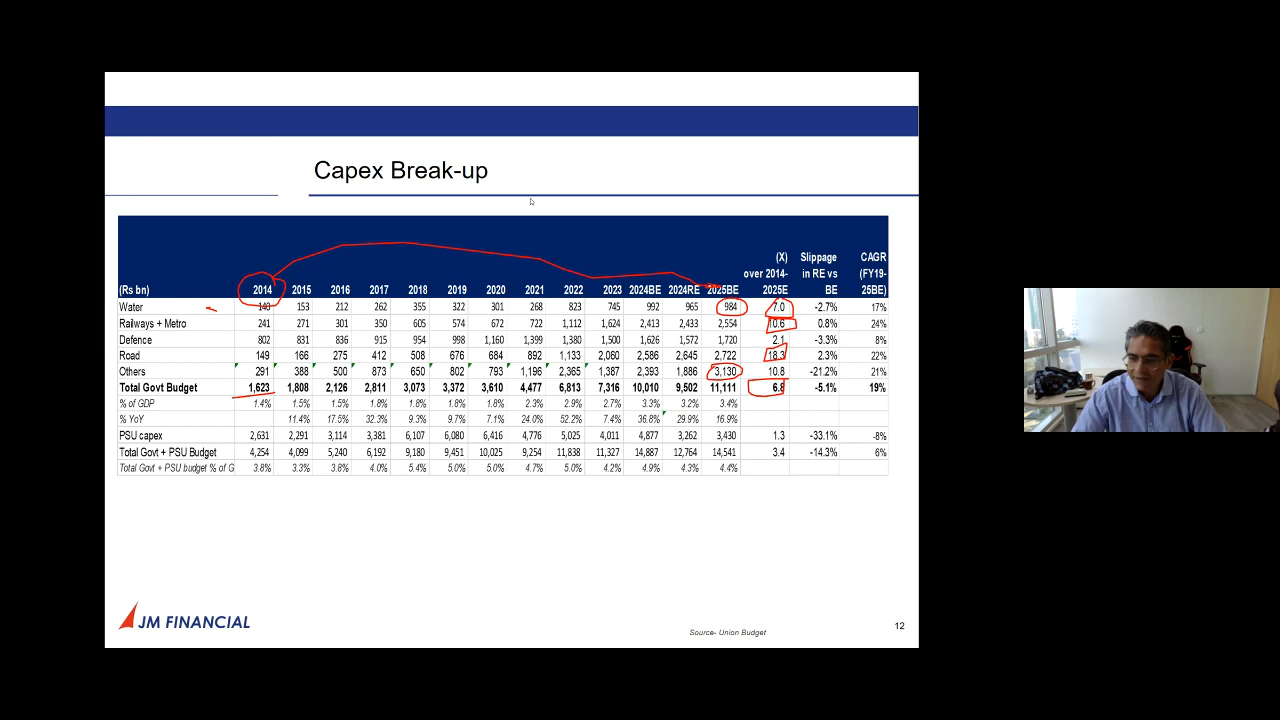 Capex Break-up
(X) Slippage CAGR
over 2014- in RE vs (FY19-
(Rs bn) 2014 2015 2016 2017 2018 2019 2020 2021 2022 2023 2024BE 2024RE 2025BE 2025E BE 25BE)
Water 140 153 212 262 355 322 301 268 823 745 992 965 984 7.0 -2.7% 17%
Railways + Metro 241 271 301 350 605 574 672 722 1,112 1,624 2,413 2,433 2,554 10.6 0.8% 24%
Defence 802 831 836 915 954 998 1,160 1,399 1,380 1,500 1,626 1,572 1,720 2.1 -3.3% 8%
Road 149 166 275 412 508 676 684 892 1,133 2,060 2,586 2,645 2,722 18.3 2.3% 22%
Others 291 388 500 873 650 802 793 1,196 2,365 1,387 2,393 1,886 3,130 10.8 -21.2% 21%
Total Govt Budget 1,623 1,808 2,126 2,811 3,073 3,372 3,610 4,477 6,813 7,316 10,010 9,502 11,111 6.8 -5.1% 19%
% of GDP 1.4% 1.5% 1.5% 1.8% 1.8% 1.8% 1.8% 2.3% 2.9% 2.7% 3.3% 3.2% 3.4%
% YoY 11.4% 17.5% 32.3% 9.3% 9.7% 7.1% 24.0% 52.2% 7.4% 36.8% 29.9% 16.9%
PSU capex 2,631 2,291 3,114 3,381 6,107 6,080 6,416 4,776 5,025 4,011 4,877 3,262 3,430 1.3 -33.1% -8%
Total Govt + PSU Budget 4,254 4,099 5,240 6,192 9,180 9,451 10,025 9,254 11,838 11,327 14,887 12,764 14,541 3.4 -14.3% 6%
Total Govt + PSU budget % of G 3.8% 3.3% 3.8% 4.0% 5.4% 5.0% 5.0% 4.7% 5.0% 4.2% 4.9% 4.3% 4.4%
JM FINANCIAL
Source- Union Budget
12